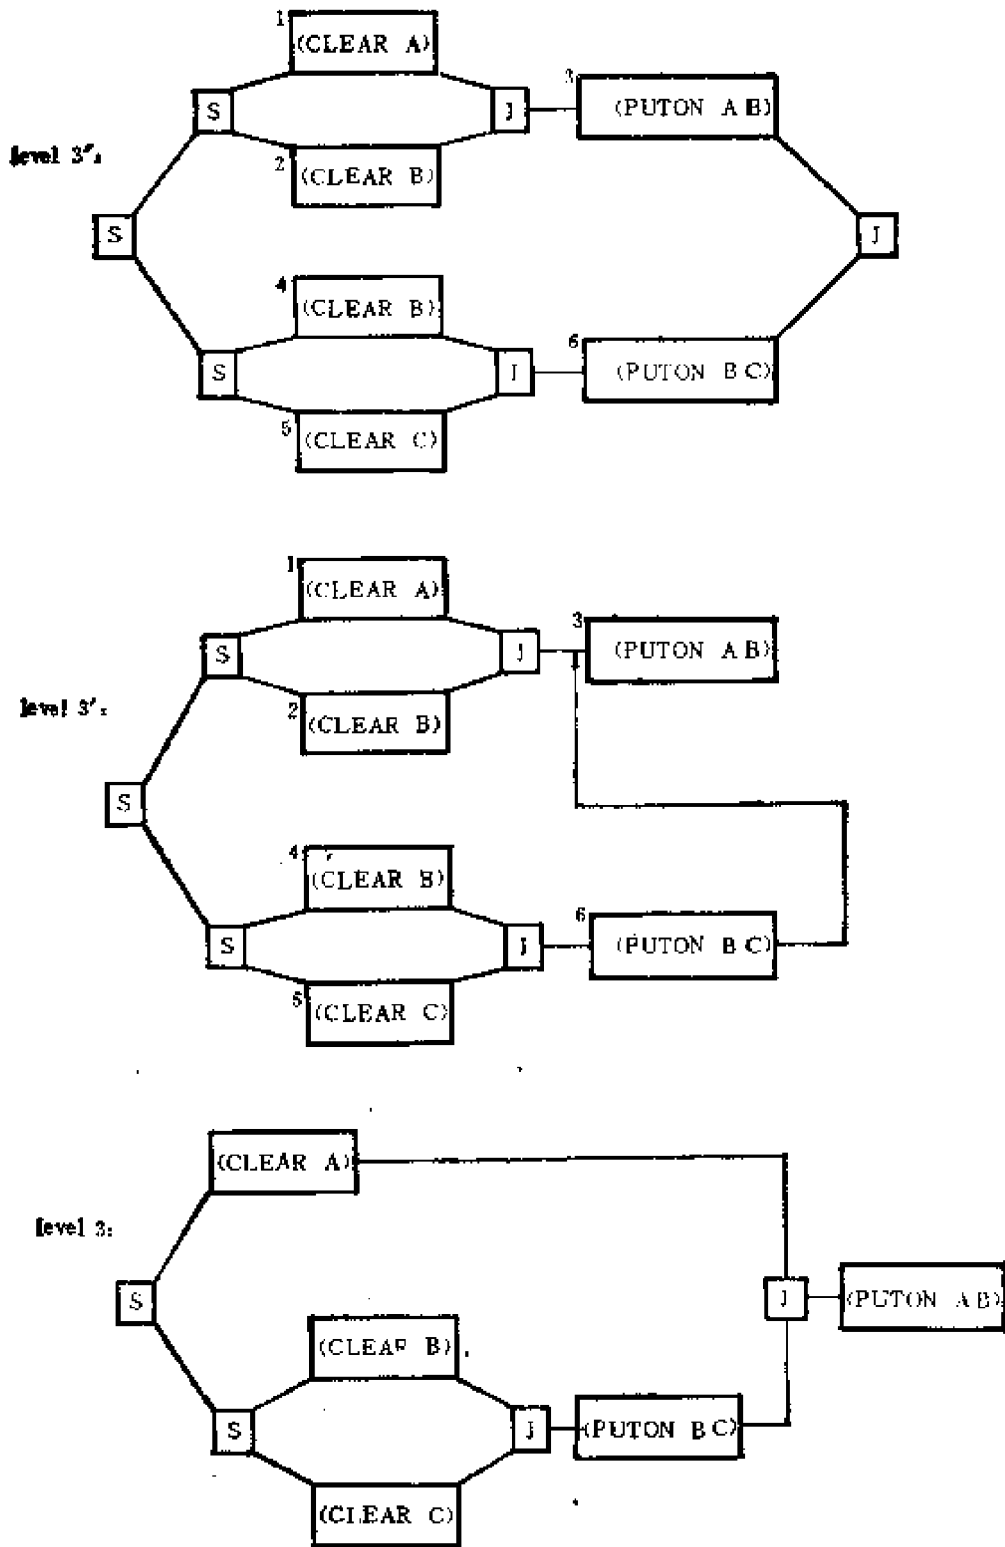 1
(CLEAR A)
S
J
3
(PUTON A B)
level 3″:
2
(CLEAR B)
S
J
4
(CLEAR B)
S
J
6
(PUTON B C)
5
(CLEAR C)
1
(CLEAR A)
S
J
3
(PUTON A B)
level 3′:
2
(CLEAR B)
S
4
(CLEAR B)
S
J
6
(PUTON B C)
5
(CLEAR C)
(CLEAR A)
level 3:
S
J
(PUTON A B)
(CLEAR B)
S
J
(PUTON B C)
(CLEAR C)